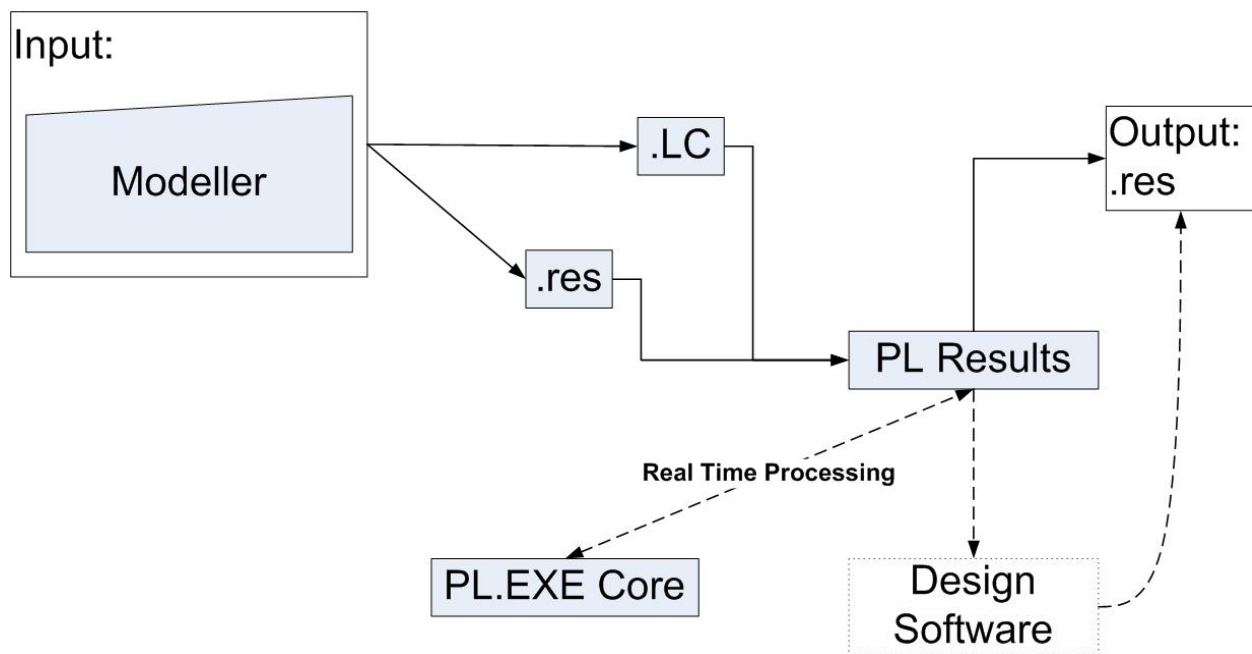 Input:
Modeller
.LC
.res
Output:
.res
PL Results
Real Time Processing
PL.EXE Core
Design
Software